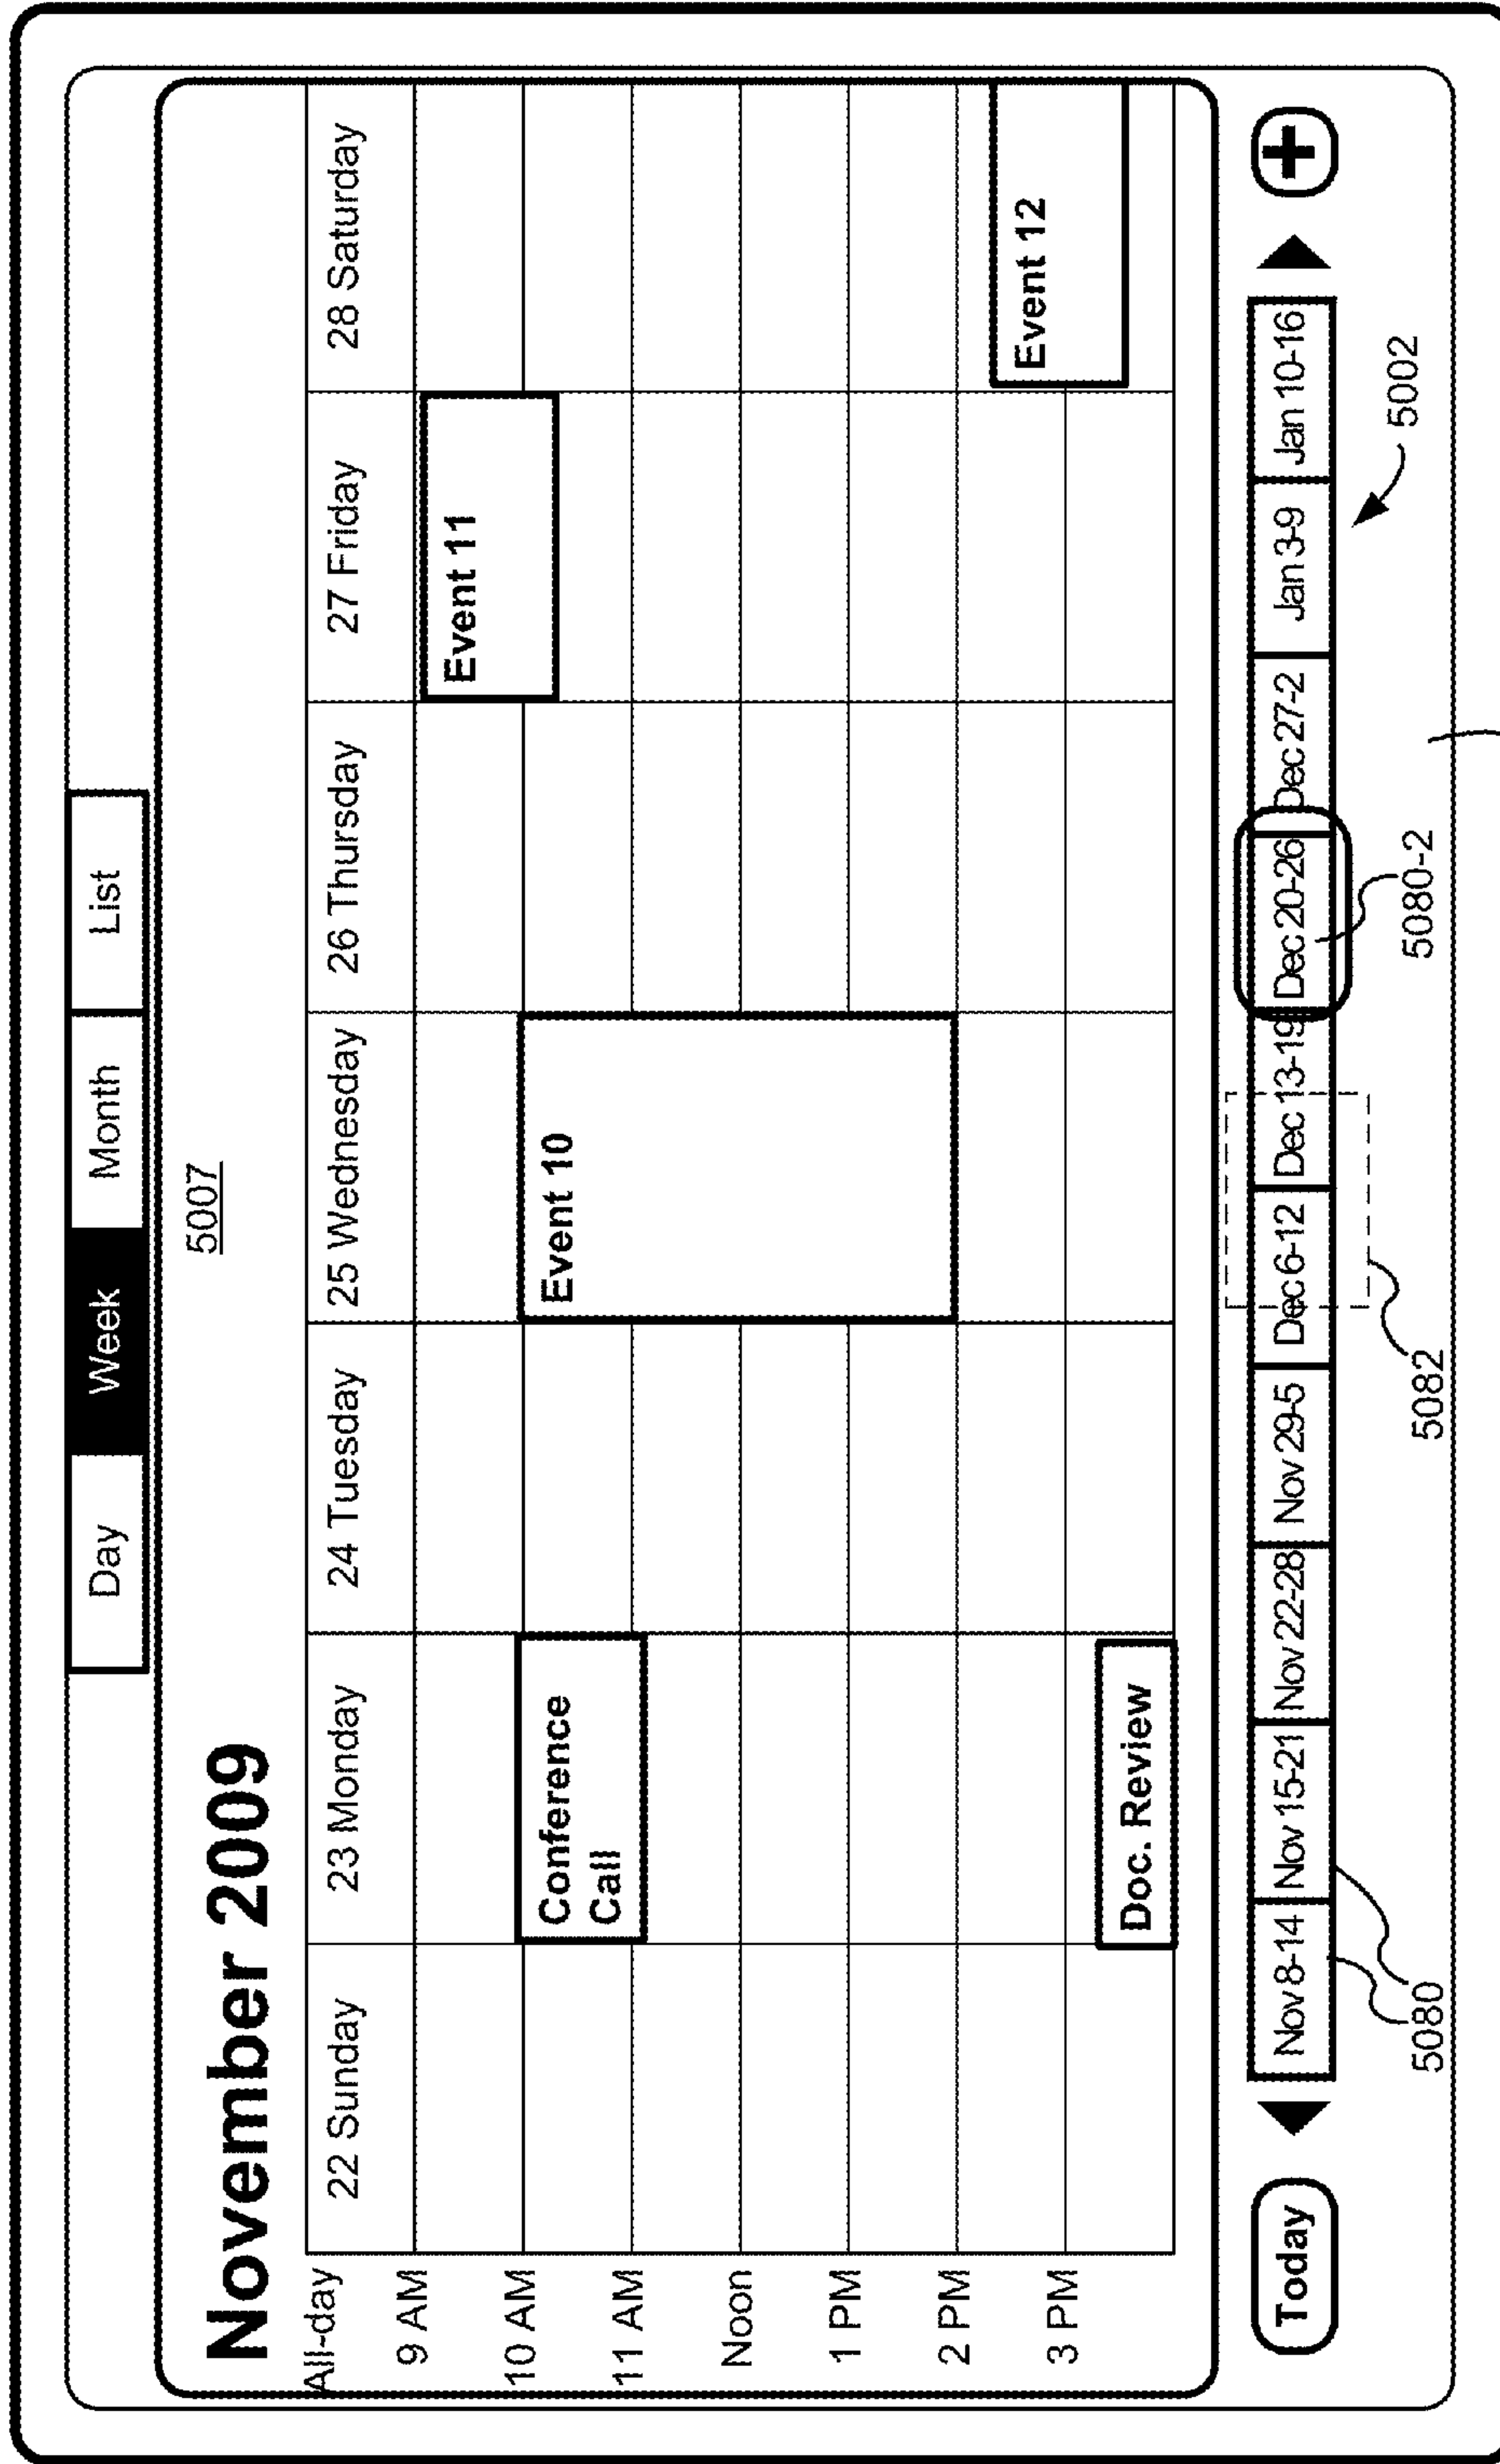 Day Week Month List
5007
November 2009
22 Sunday 23 Monday 24 Tuesday 25 Wednesday 26 Thursday 27 Friday 28 Saturday
All-day
9 AM
Event 11
10 AM
Conference
Call
Event 10
11 AM
Noon
1 PM
2 PM
Event 12
3 PM
Doc. Review
Today Nov 8-14 Nov 15-21 Nov 22-28 Nov 29-5 Dec 6-12 Dec 13-19 Dec 20-26 Dec 27-2 Jan 3-9 Jan 10-16 +
5080 5082 5080-2 5002